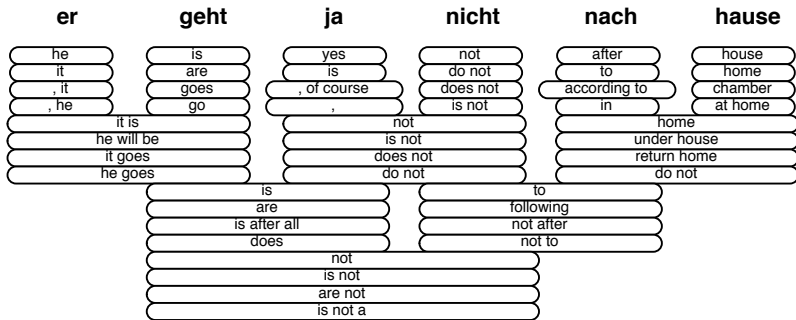 er geht ja nicht nach hause
he is yes not after house
it are is do not to home
, it goes , of course does not according to chamber
, he go , is not in at home
it is not home
he will be is not under house
it goes does not return home
he goes do not do not
is to
are following
is after all not after
does not to
not
is not
are not
is not a